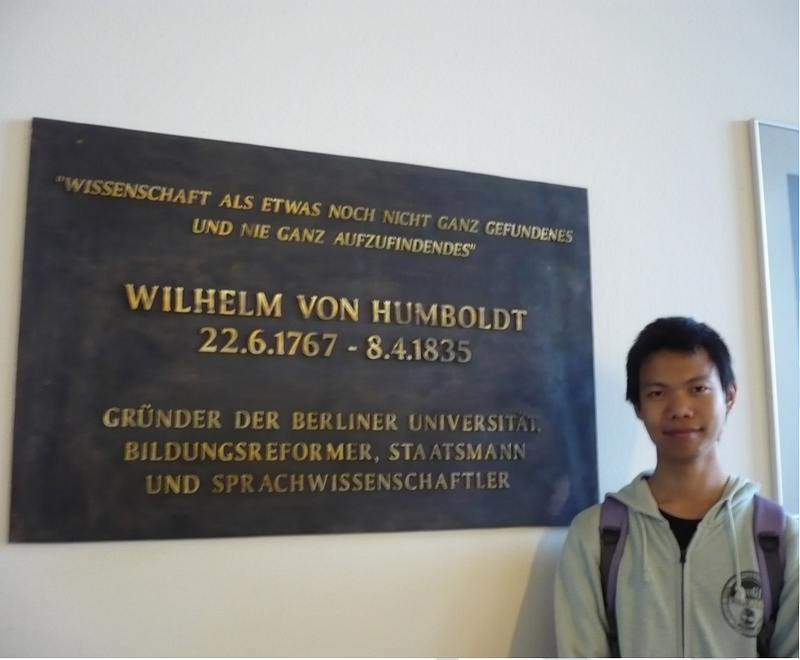 "WISSENSCHAFT ALS ETWAS NOCH NICHT GANZ GEFUNDENES
UND NIE GANZ AUFZUFINDENDES"
WILHELM VON HUMBOLDT
22.6.1767 - 8.4.1835
GRÜNDER DER BERLINER UNIVERSITÄT,
BILDUNGSREFORMER, STAATSMANN
UND SPRACHWISSENSCHAFTLER